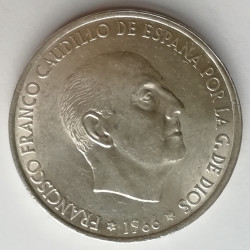 FRANCISCO FRANCO CAUDILLO DE ESPAÑA POR LA G. DE DIOS
* 1966 *